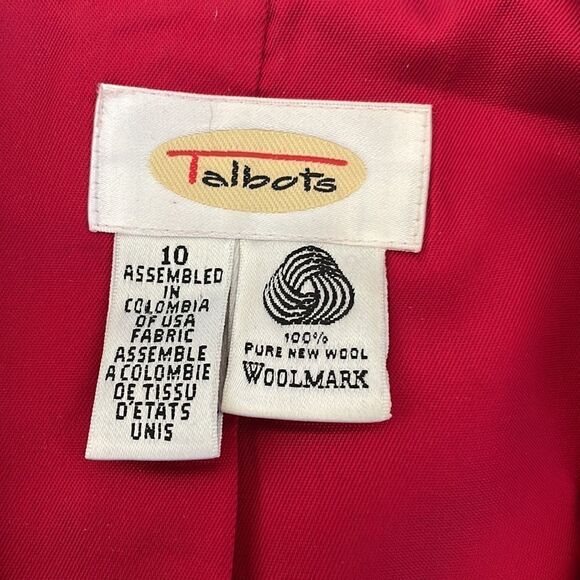 Talbots
10
ASSEMBLED
IN
COLOMBIA
OF USA
FABRIC
ASSEMBLE
A COLOMBIE
DE TISSU
D'ETATS
UNIS
100%
PURE NEW WOOL
WOOLMARK